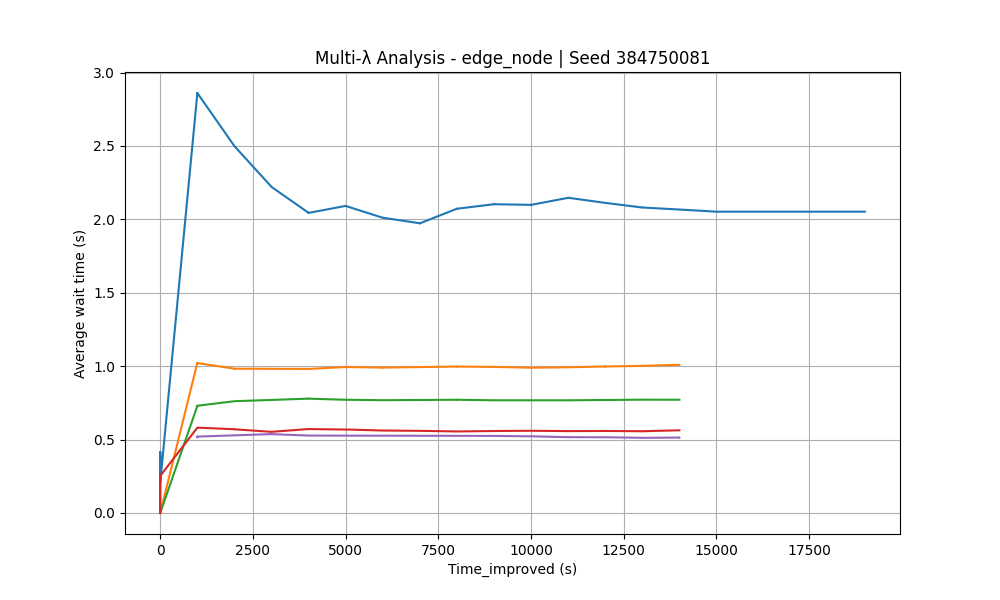 Multi-λ Analysis - edge_node | Seed 384750081
3.0
2.5
2.0
1.5
1.0
0.5
0.0
Average wait time (s)
0 2500 5000 7500 10000 12500 15000 17500
Time_improved (s)